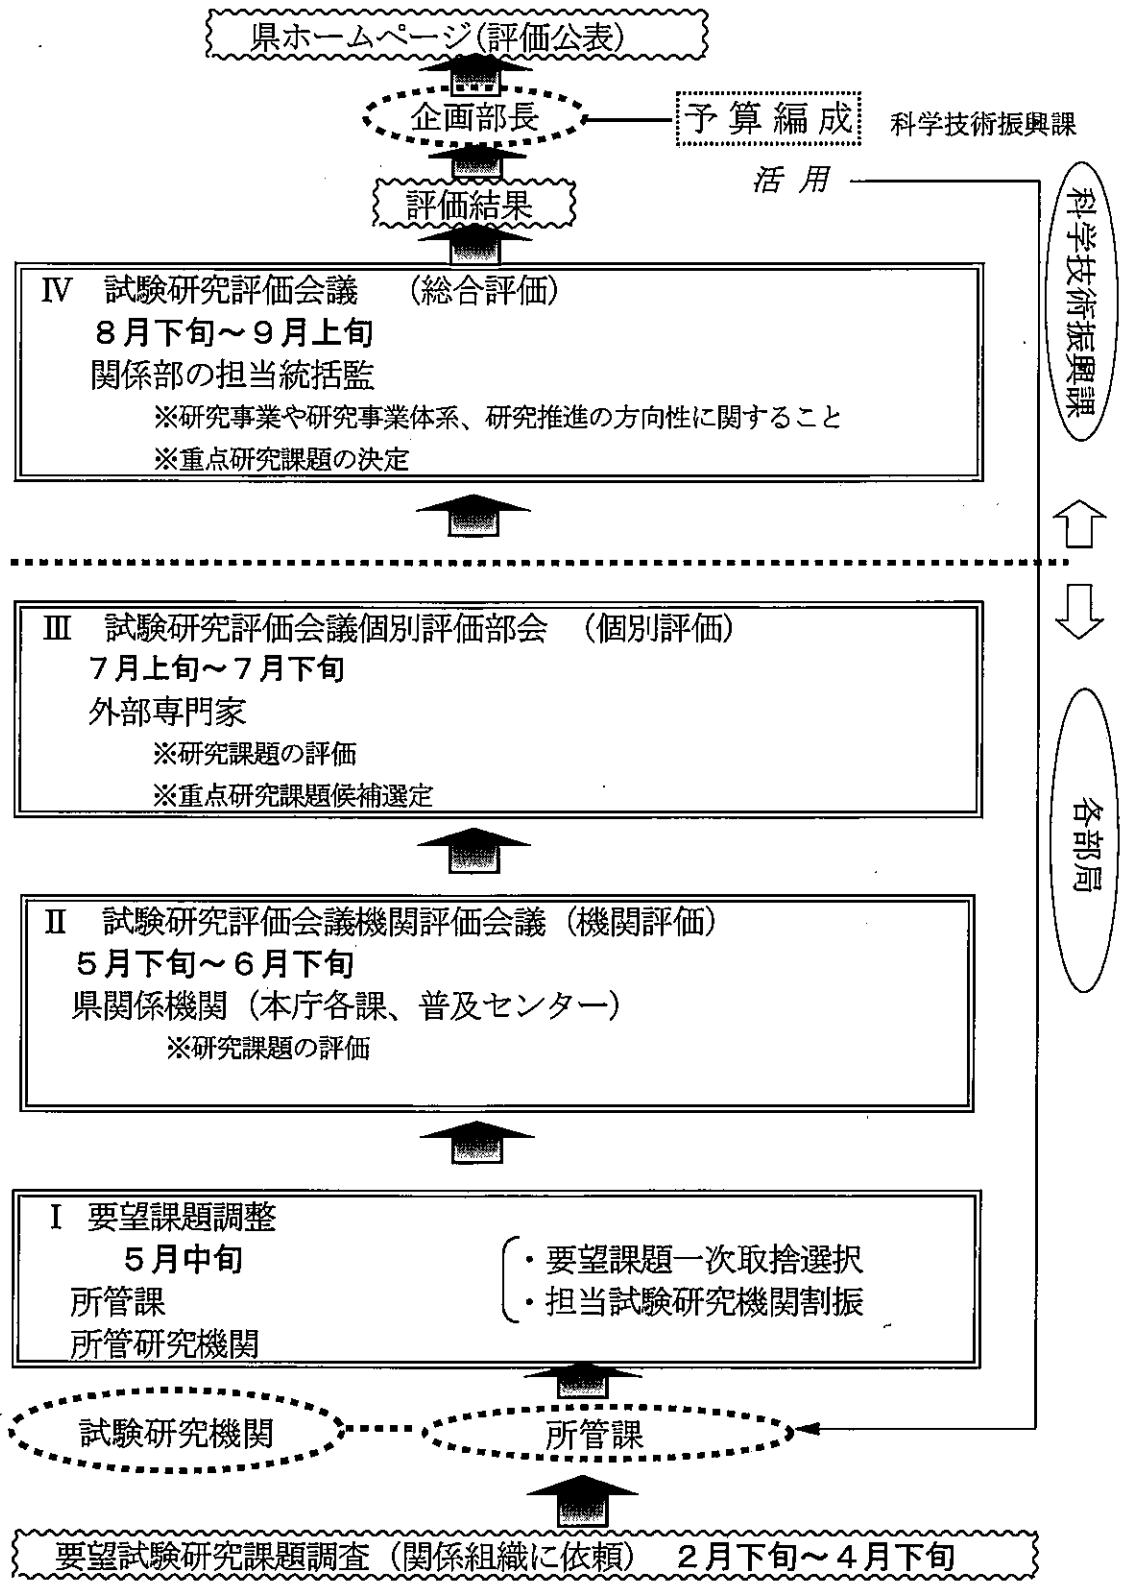 県ホームページ(評価公表)
企画部長
予算編成
科学技術振興課
活用
評価結果
科学技術振興課
Ⅳ 試験研究評価会議 (総合評価)
8月下旬～9月上旬
関係部の担当統括監
※研究事業や研究事業体系、研究推進の方向性に関すること
※重点研究課題の決定
Ⅲ 試験研究評価会議個別評価部会 (個別評価)
7月上旬～7月下旬
外部専門家
※研究課題の評価
※重点研究課題候補選定
各部局
Ⅱ 試験研究評価会議機関評価会議 (機関評価)
5月下旬～6月下旬
県関係機関 (本庁各課、普及センター)
※研究課題の評価
Ⅰ 要望課題調整
5月中旬
所管課
所管研究機関
・要望課題一次取捨選択
・担当試験研究機関割振
試験研究機関
所管課
要望試験研究課題調査 (関係組織に依頼) 2月下旬～4月下旬